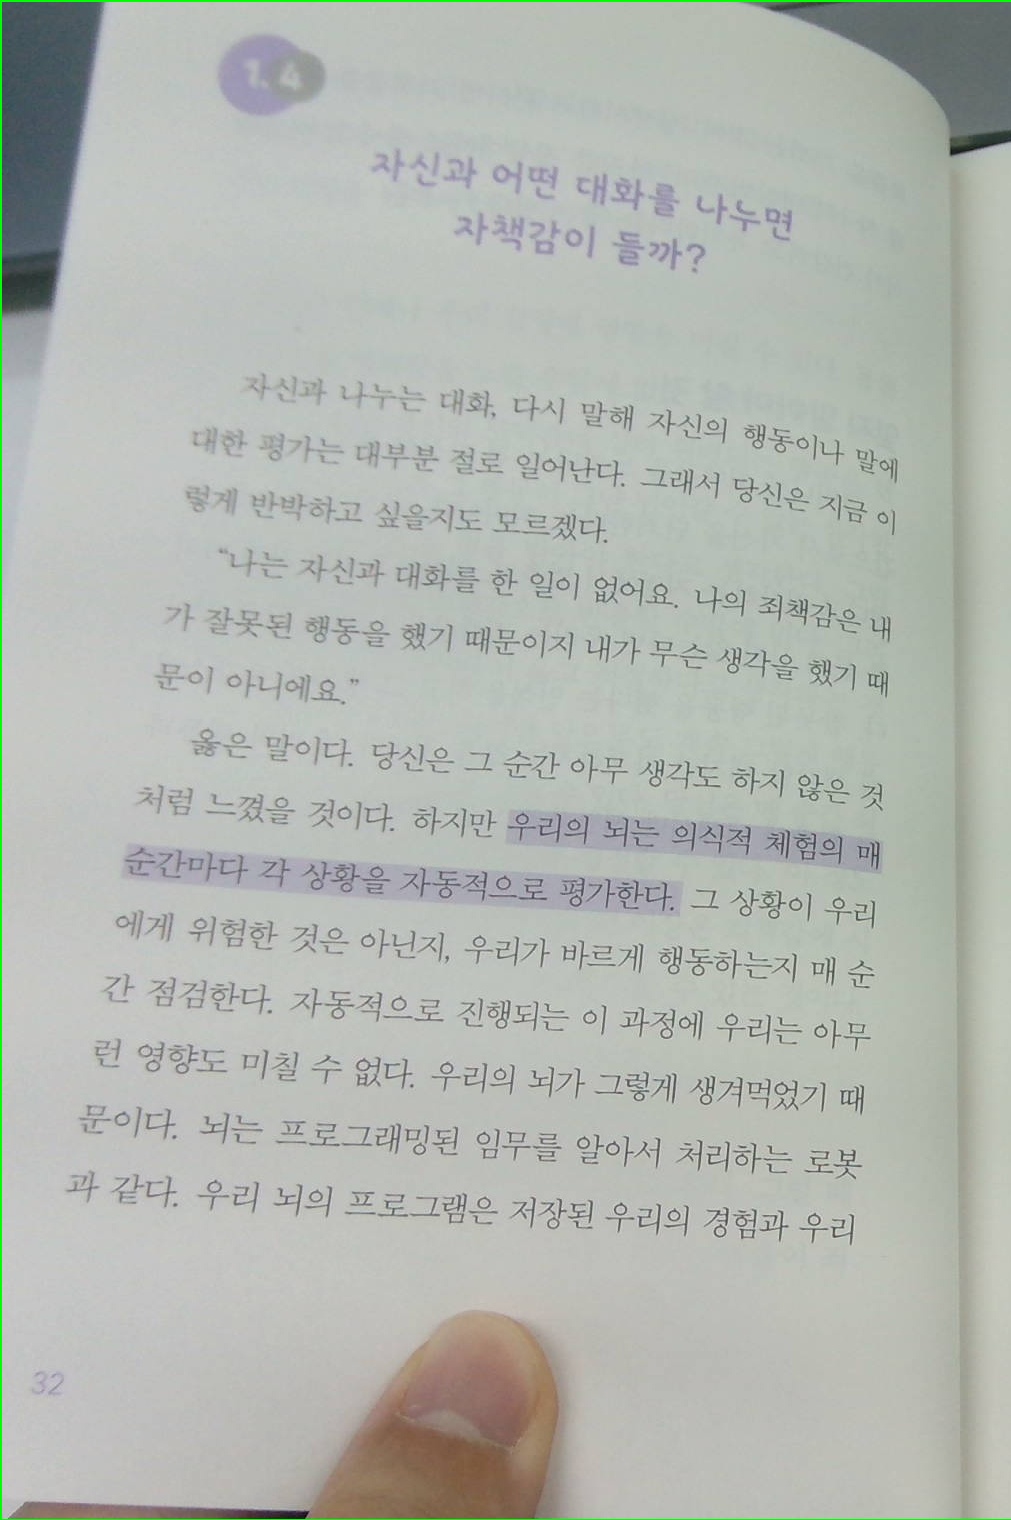 1.4
자신과 어떤 대화를 나누면
자책감이 들까?
자신과 나누는 대화, 다시 말해 자신의 행동이나 말에
대한 평가는 대부분 절로 일어난다. 그래서 당신은 지금 이
렇게 반박하고 싶을지도 모르겠다.
“나는 자신과 대화를 한 일이 없어요. 나의 죄책감은 내
가 잘못된 행동을 했기 때문이지 내가 무슨 생각을 했기 때
문이 아니에요.”
옳은 말이다. 당신은 그 순간 아무 생각도 하지 않은 것
처럼 느꼈을 것이다. 하지만 우리의 뇌는 의식적 체험의 매
순간마다 각 상황을 자동적으로 평가한다. 그 상황이 우리
에게 위험한 것은 아닌지, 우리가 바르게 행동하는지 매 순
간 점검한다. 자동적으로 진행되는 이 과정에 우리는 아무
런 영향도 미칠 수 없다. 우리의 뇌가 그렇게 생겨먹었기 때
문이다. 뇌는 프로그래밍된 임무를 알아서 처리하는 로봇
과 같다. 우리 뇌의 프로그램은 저장된 우리의 경험과 우리
32